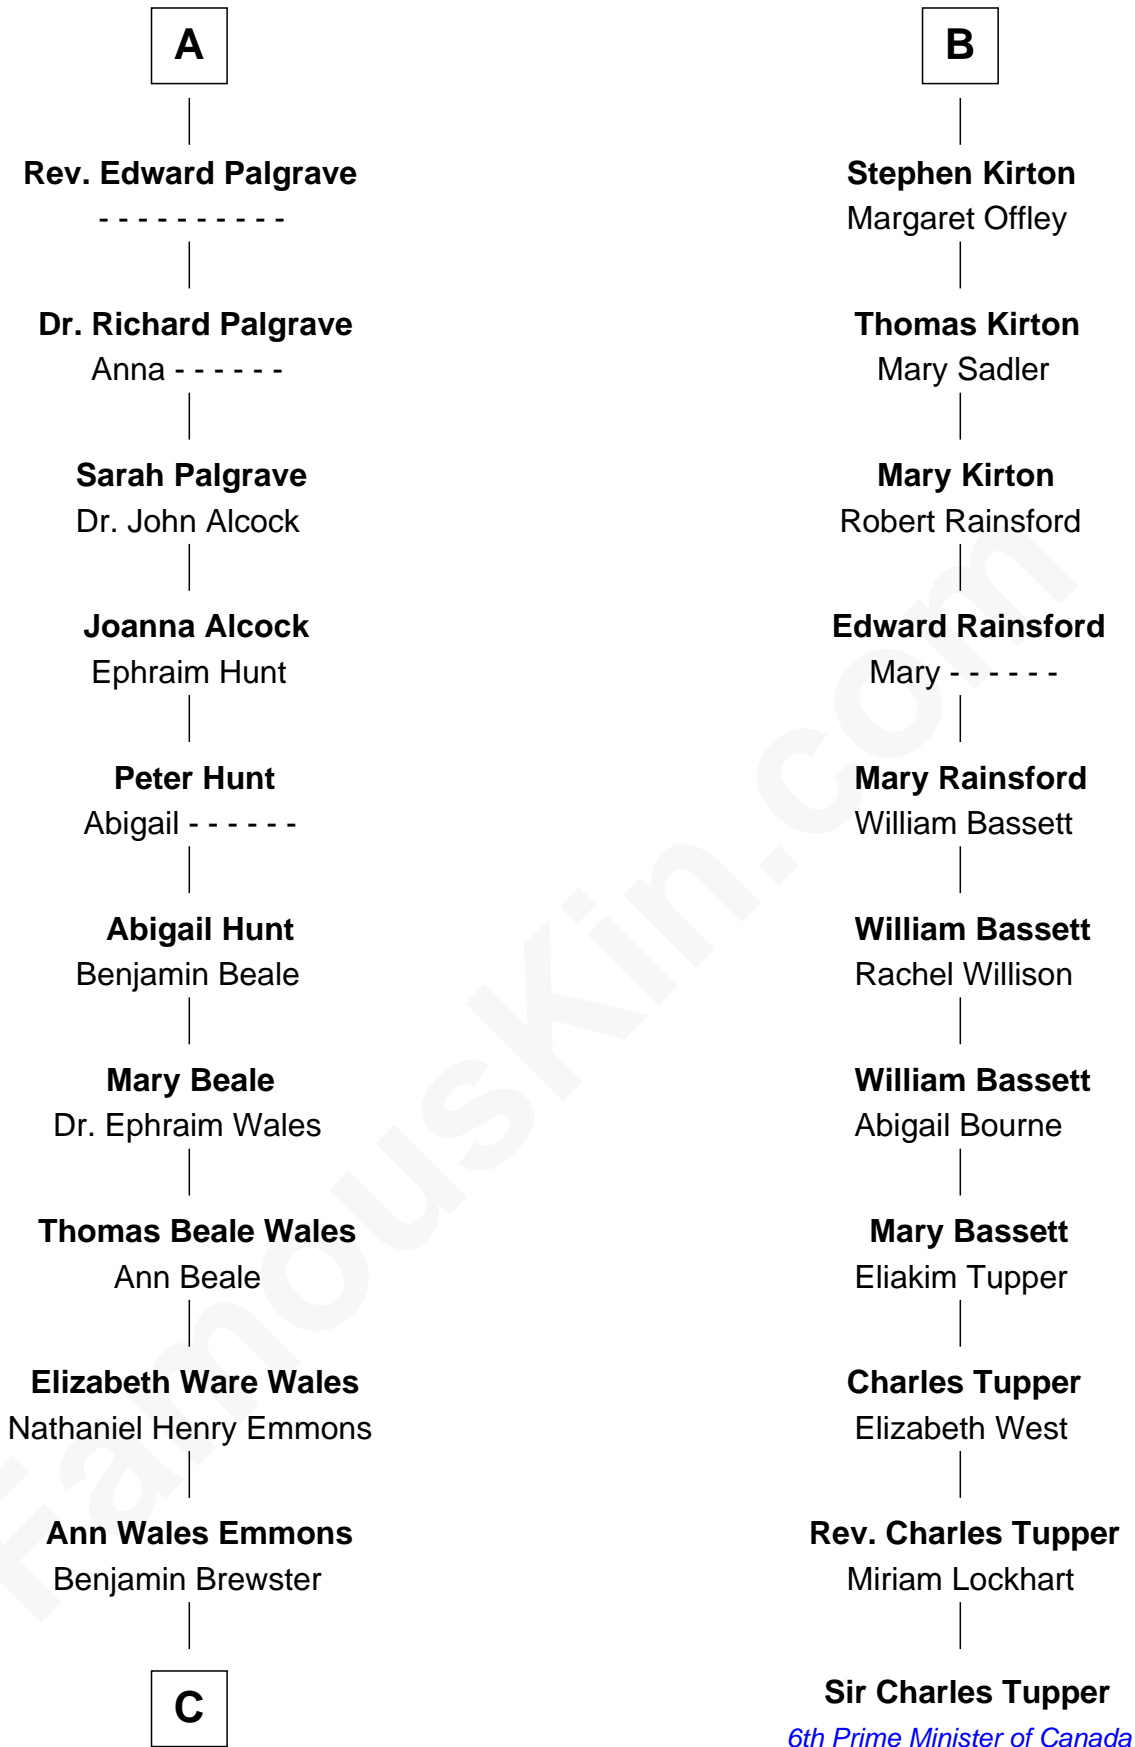 A
Rev. Edward Palgrave
- - - - - - - - - -
Dr. Richard Palgrave
Anna - - - - - -
Sarah Palgrave
Dr. John Alcock
Joanna Alcock
Ephraim Hunt
Peter Hunt
Abigail - - - - - -
Abigail Hunt
Benjamin Beale
Mary Beale
Dr. Ephraim Wales
Thomas Beale Wales
Ann Beale
Elizabeth Ware Wales
Nathaniel Henry Emmons
Ann Wales Emmons
Benjamin Brewster
C
B
Stephen Kirton
Margaret Offley
Thomas Kirton
Mary Sadler
Mary Kirton
Robert Rainsford
Edward Rainsford
Mary - - - - - -
Mary Rainsford
William Bassett
William Bassett
Rachel Willison
William Bassett
Abigail Bourne
Mary Bassett
Eliakim Tupper
Charles Tupper
Elizabeth West
Rev. Charles Tupper
Miriam Lockhart
Sir Charles Tupper
6th Prime Minister of Canada
FamousKin.com